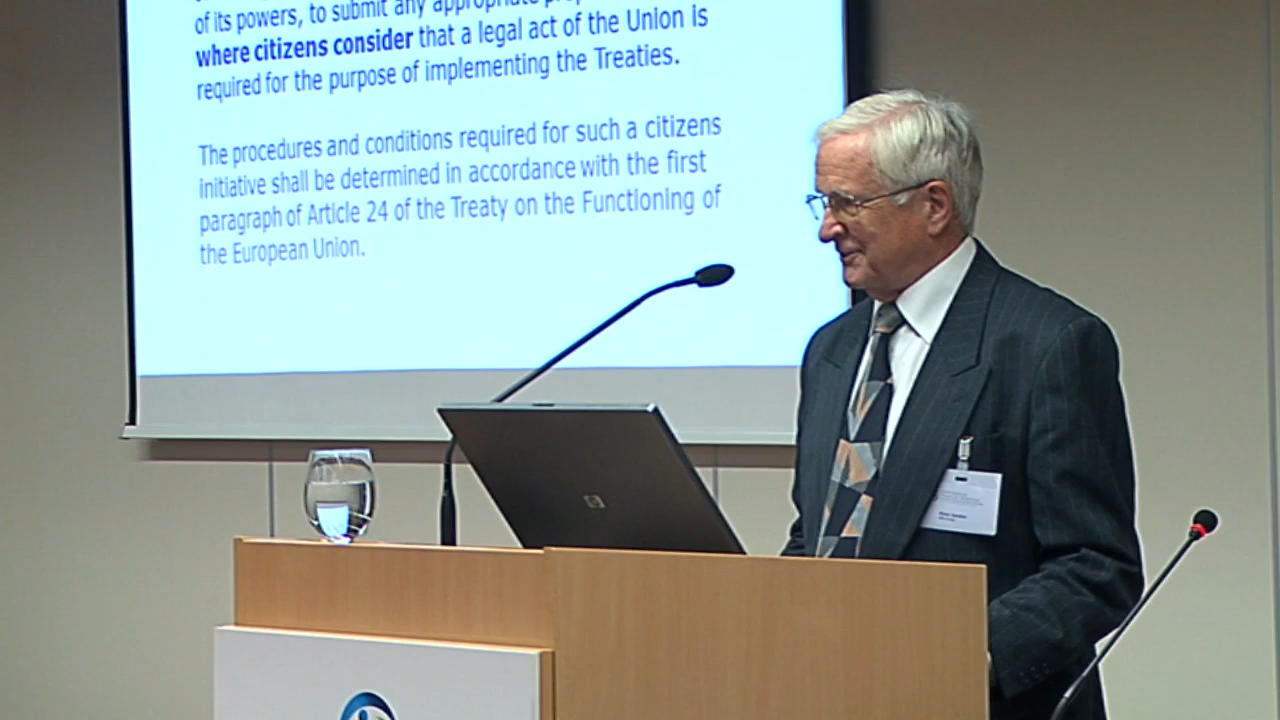 of its powers, to submit any appropriate
where citizens consider that a legal act of the Union is
required for the purpose of implementing the Treaties.
The procedures and conditions required for such a citizens
initiative shall be determined in accordance with the first
paragraph of Article 24 of the Treaty on the Functioning of
the European Union.
hp